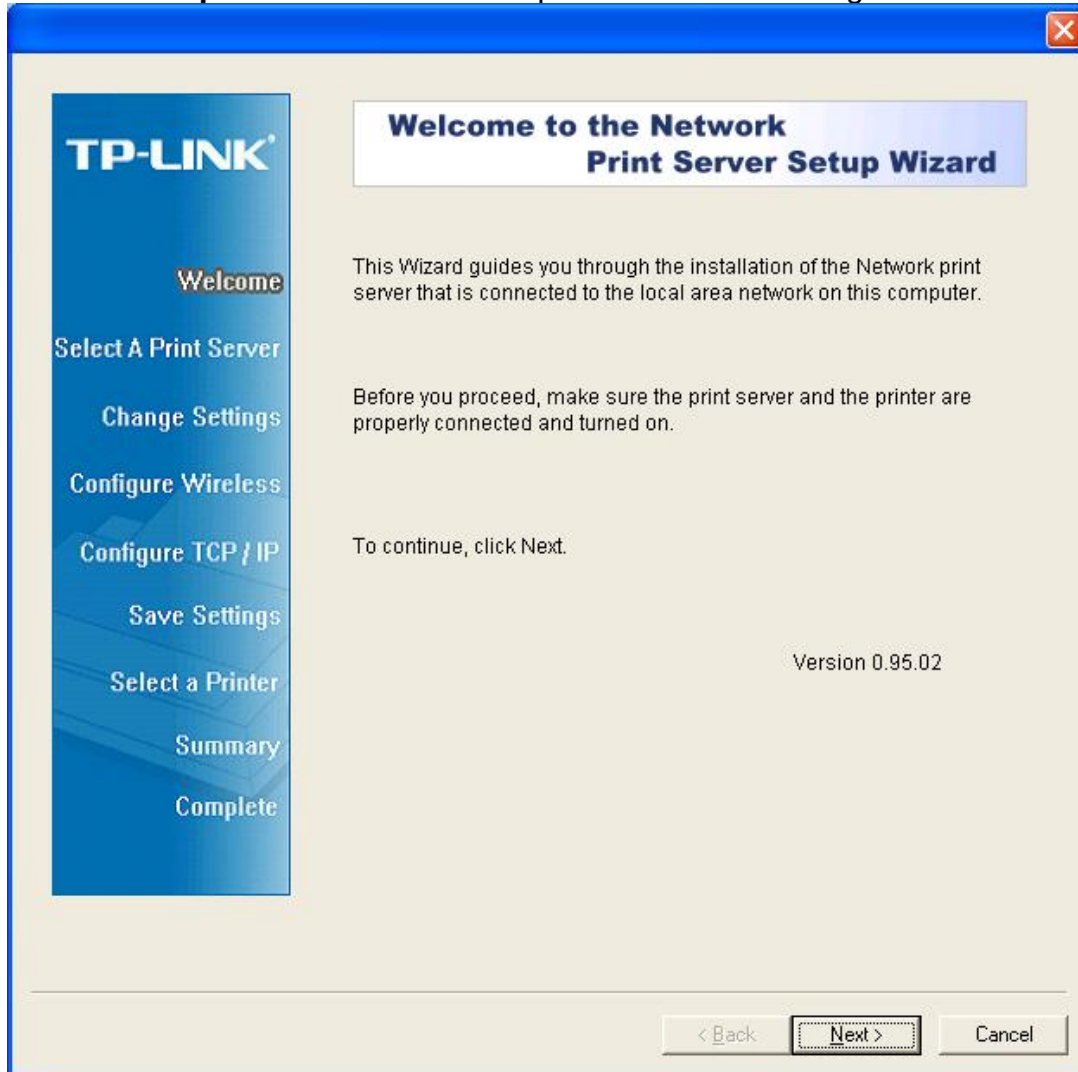 TP-LINK
Welcome
Select A Print Server
Change Settings
Configure Wireless
Configure TCP / IP
Save Settings
Select a Printer
Summary
Complete
Welcome to the Network
Print Server Setup Wizard
This Wizard guides you through the installation of the Network print
server that is connected to the local area network on this computer.
Before you proceed, make sure the print server and the printer are
properly connected and turned on.
To continue, click Next.
Version 0.95.02
< Back
Next >
Cancel